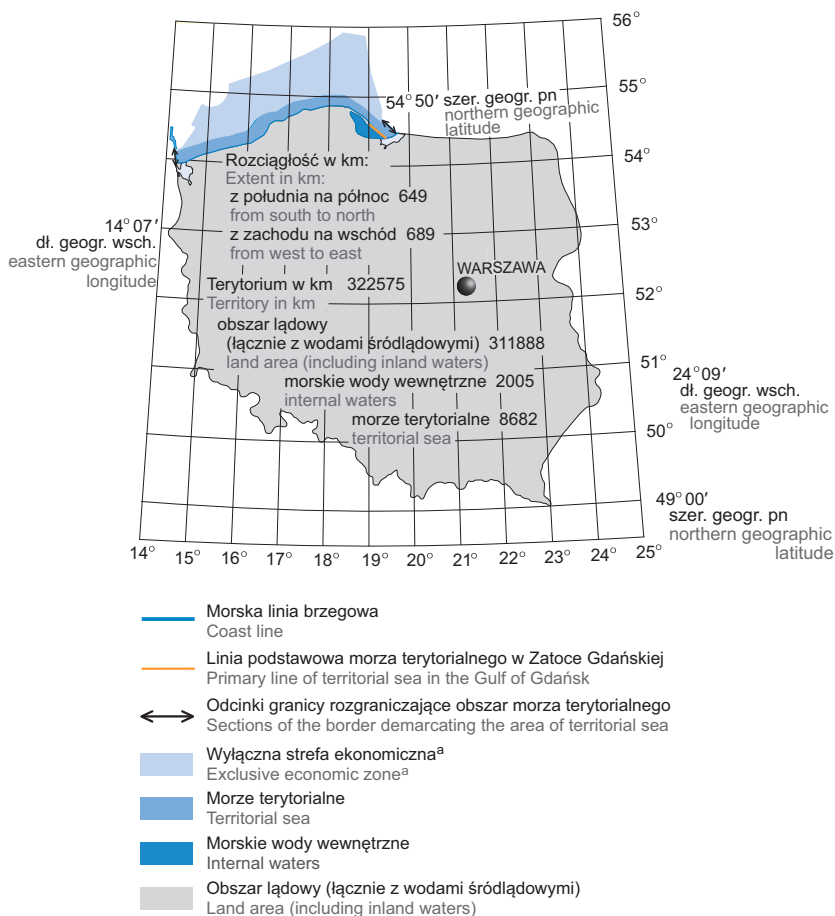 56°
55°
54° 50′ szer. geogr. pn
northern geographic
latitude
54°
Rozciągłość w km:
Extent in km:
z południa na północ 649
from south to north
14° 07′
dł. geogr. wsch.
eastern geographic
longitude
53°
z zachodu na wschód 689
from west to east
WARSZAWA
Terytorium w km 322575
Territory in km
52°
obszar lądowy
(łącznie z wodami śródlądowymi) 311888
land area (including inland waters)
51°
morskie wody wewnętrzne 2005
internal waters
24° 09′
dł. geogr. wsch.
eastern geographic
longitude
morze terytorialne 8682
territorial sea
50°
49° 00′
szer. geogr. pn
northern geographic
latitude
14° 15° 16° 17° 18° 19° 20° 21° 22° 23° 24° 25°
Morska linia brzegowa
Coast line
Linia podstawowa morza terytorialnego w Zatoce Gdańskiej
Primary line of territorial sea in the Gulf of Gdańsk
Odcinki granicy rozgraniczające obszar morza terytorialnego
Sections of the border demarcating the area of territorial sea
Wyłączna strefa ekonomicznaª
Exclusive economic zoneª
Morze terytorialne
Territorial sea
Morskie wody wewnętrzne
Internal waters
Obszar lądowy (łącznie z wodami śródlądowymi)
Land area (including inland waters)